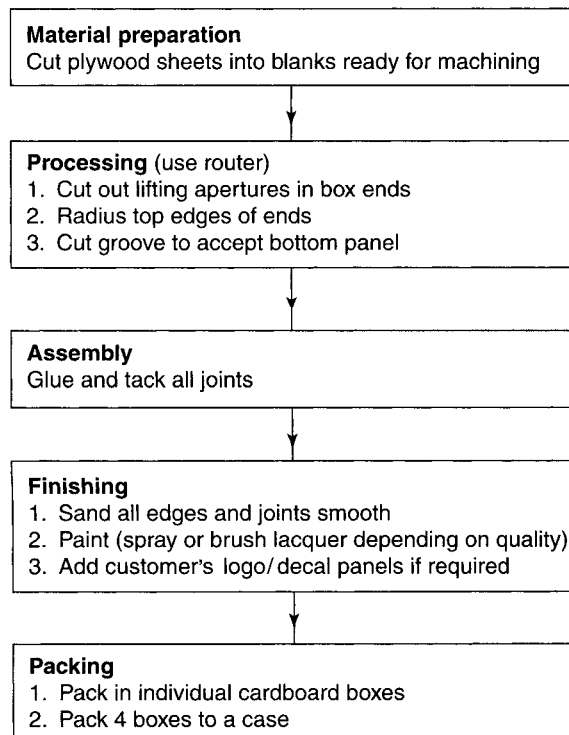 Material preparation
Cut plywood sheets into blanks ready for machining
Processing (use router)
1. Cut out lifting apertures in box ends
2. Radius top edges of ends
3. Cut groove to accept bottom panel
Assembly
Glue and tack all joints
Finishing
1. Sand all edges and joints smooth
2. Paint (spray or brush lacquer depending on quality)
3. Add customer's logo/decal panels if required
Packing
1. Pack in individual cardboard boxes
2. Pack 4 boxes to a case